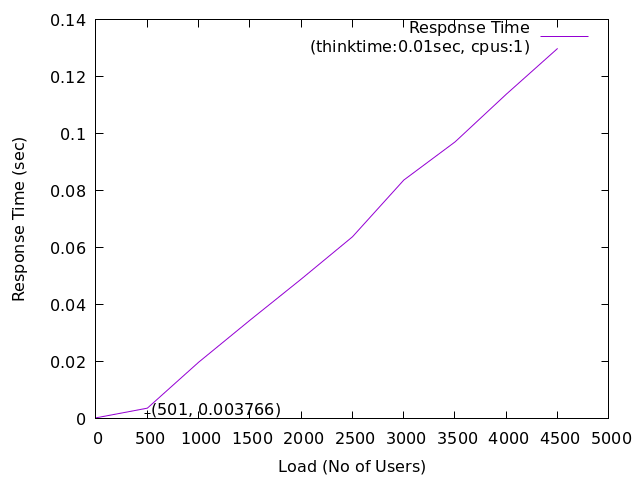 Response Time
(thinktime:0.01sec, cpus:1)
0.14
0.12
0.1
0.08
0.06
0.04
0.02
0
Response Time (sec)
(501, 0.003766)
0 500 1000 1500 2000 2500 3000 3500 4000 4500 5000
Load (No of Users)